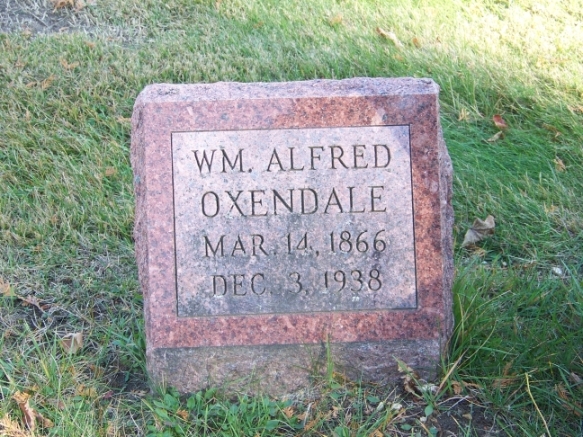 WM. ALFRED
OXENDALE
MAR. 14, 1866
DEC. 3, 1938